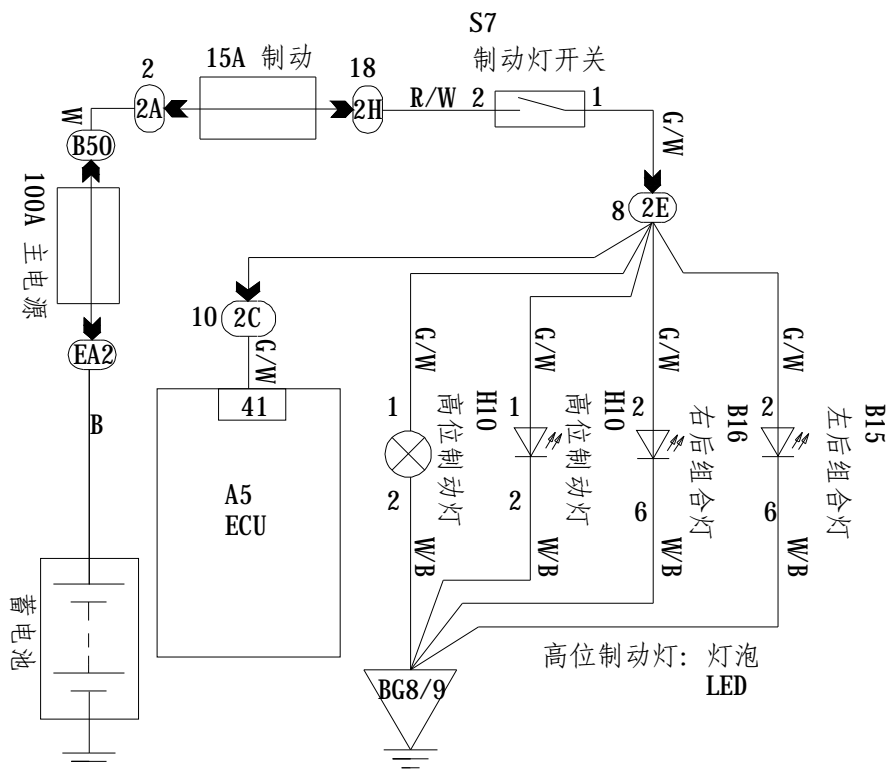 S7
制动灯开关
2
15A 制动
18
2A
2H
R/W
2
1
W
B50
G/W
100A 主电源
8
2E
10
2C
EA2
G/W
G/W
G/W
G/W
G/W
B
41
1
H10
高位制动灯
1
H10
高位制动灯
2
B16
右后组合灯
2
B15
左后组合灯
A5
ECU
2
2
6
6
W/B
W/B
W/B
W/B
蓄电池
高位制动灯: 灯泡
LED
BG8/9